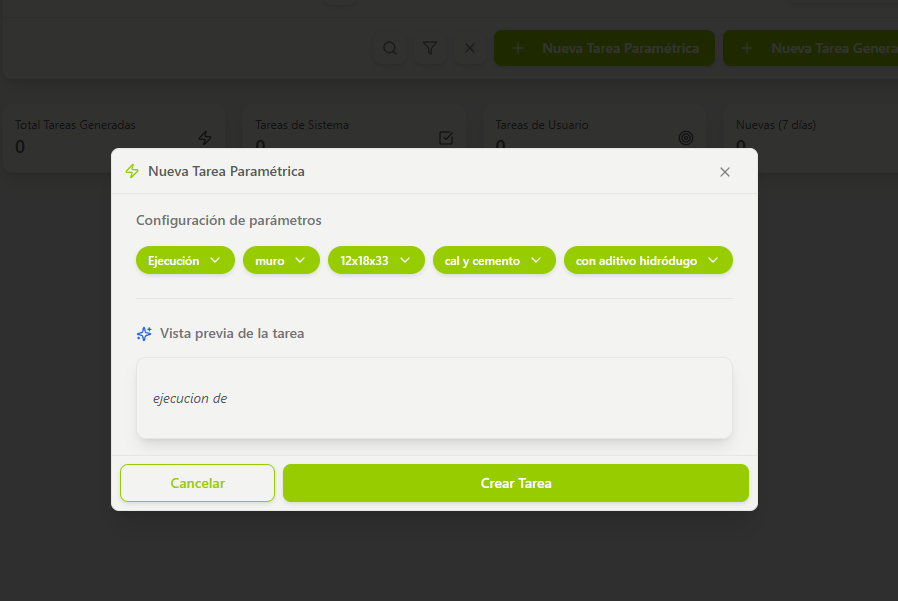 Nueva Tarea Paramétrica
Nueva Tarea Genera
Total Tareas Generadas
0
Tareas de Sistema
0
Tareas de Usuario
0
Nuevas (7 días)
0
Nueva Tarea Paramétrica
Configuración de parámetros
Ejecución
muro
12x18x33
cal y cemento
con aditivo hidródugo
Vista previa de la tarea
ejecucion de
Cancelar
Crear Tarea